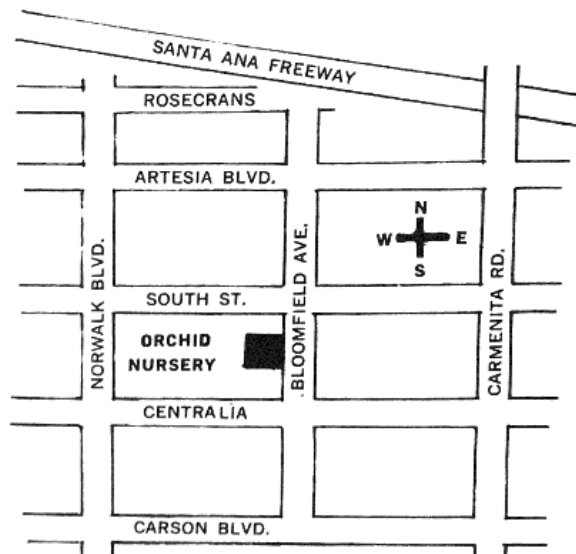 SANTA ANA FREEWAY
ROSECRANS
ARTESIA BLVD.
N
W E
S
NORWALK BLVD.
BLOOMFIELD AVE.
CARMENITA RD.
SOUTH ST.
ORCHID
NURSERY
CENTRALIA
CARSON BLVD.